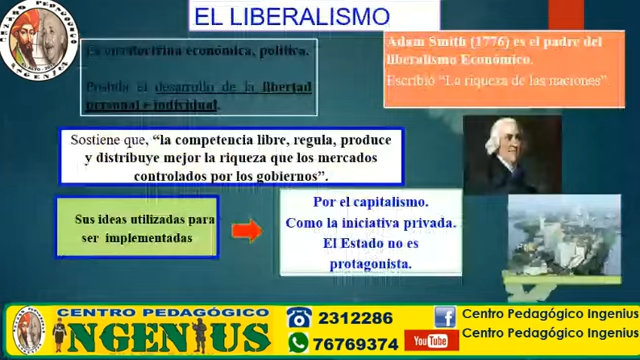 EL LIBERALISMO
Es una doctrina económica, política.
Postula el desarrollo de la libertad
personal e individual.
Adam Smith (1776) es el padre del
liberalismo Económico.
Escribió “La riqueza de las naciones”
Sostiene que, “la competencia libre, regula, produce
y distribuye mejor la riqueza que los mercados
controlados por los gobiernos”.
Sus ideas utilizadas para
ser implementadas
Por el capitalismo.
Como la iniciativa privada.
El Estado no es
protagonista.
CENTRO PEDAGÓGICO
INGENIUS
2312286
76769374
f Centro Pedagógico Ingenius
YouTube Centro Pedagógico Ingenius